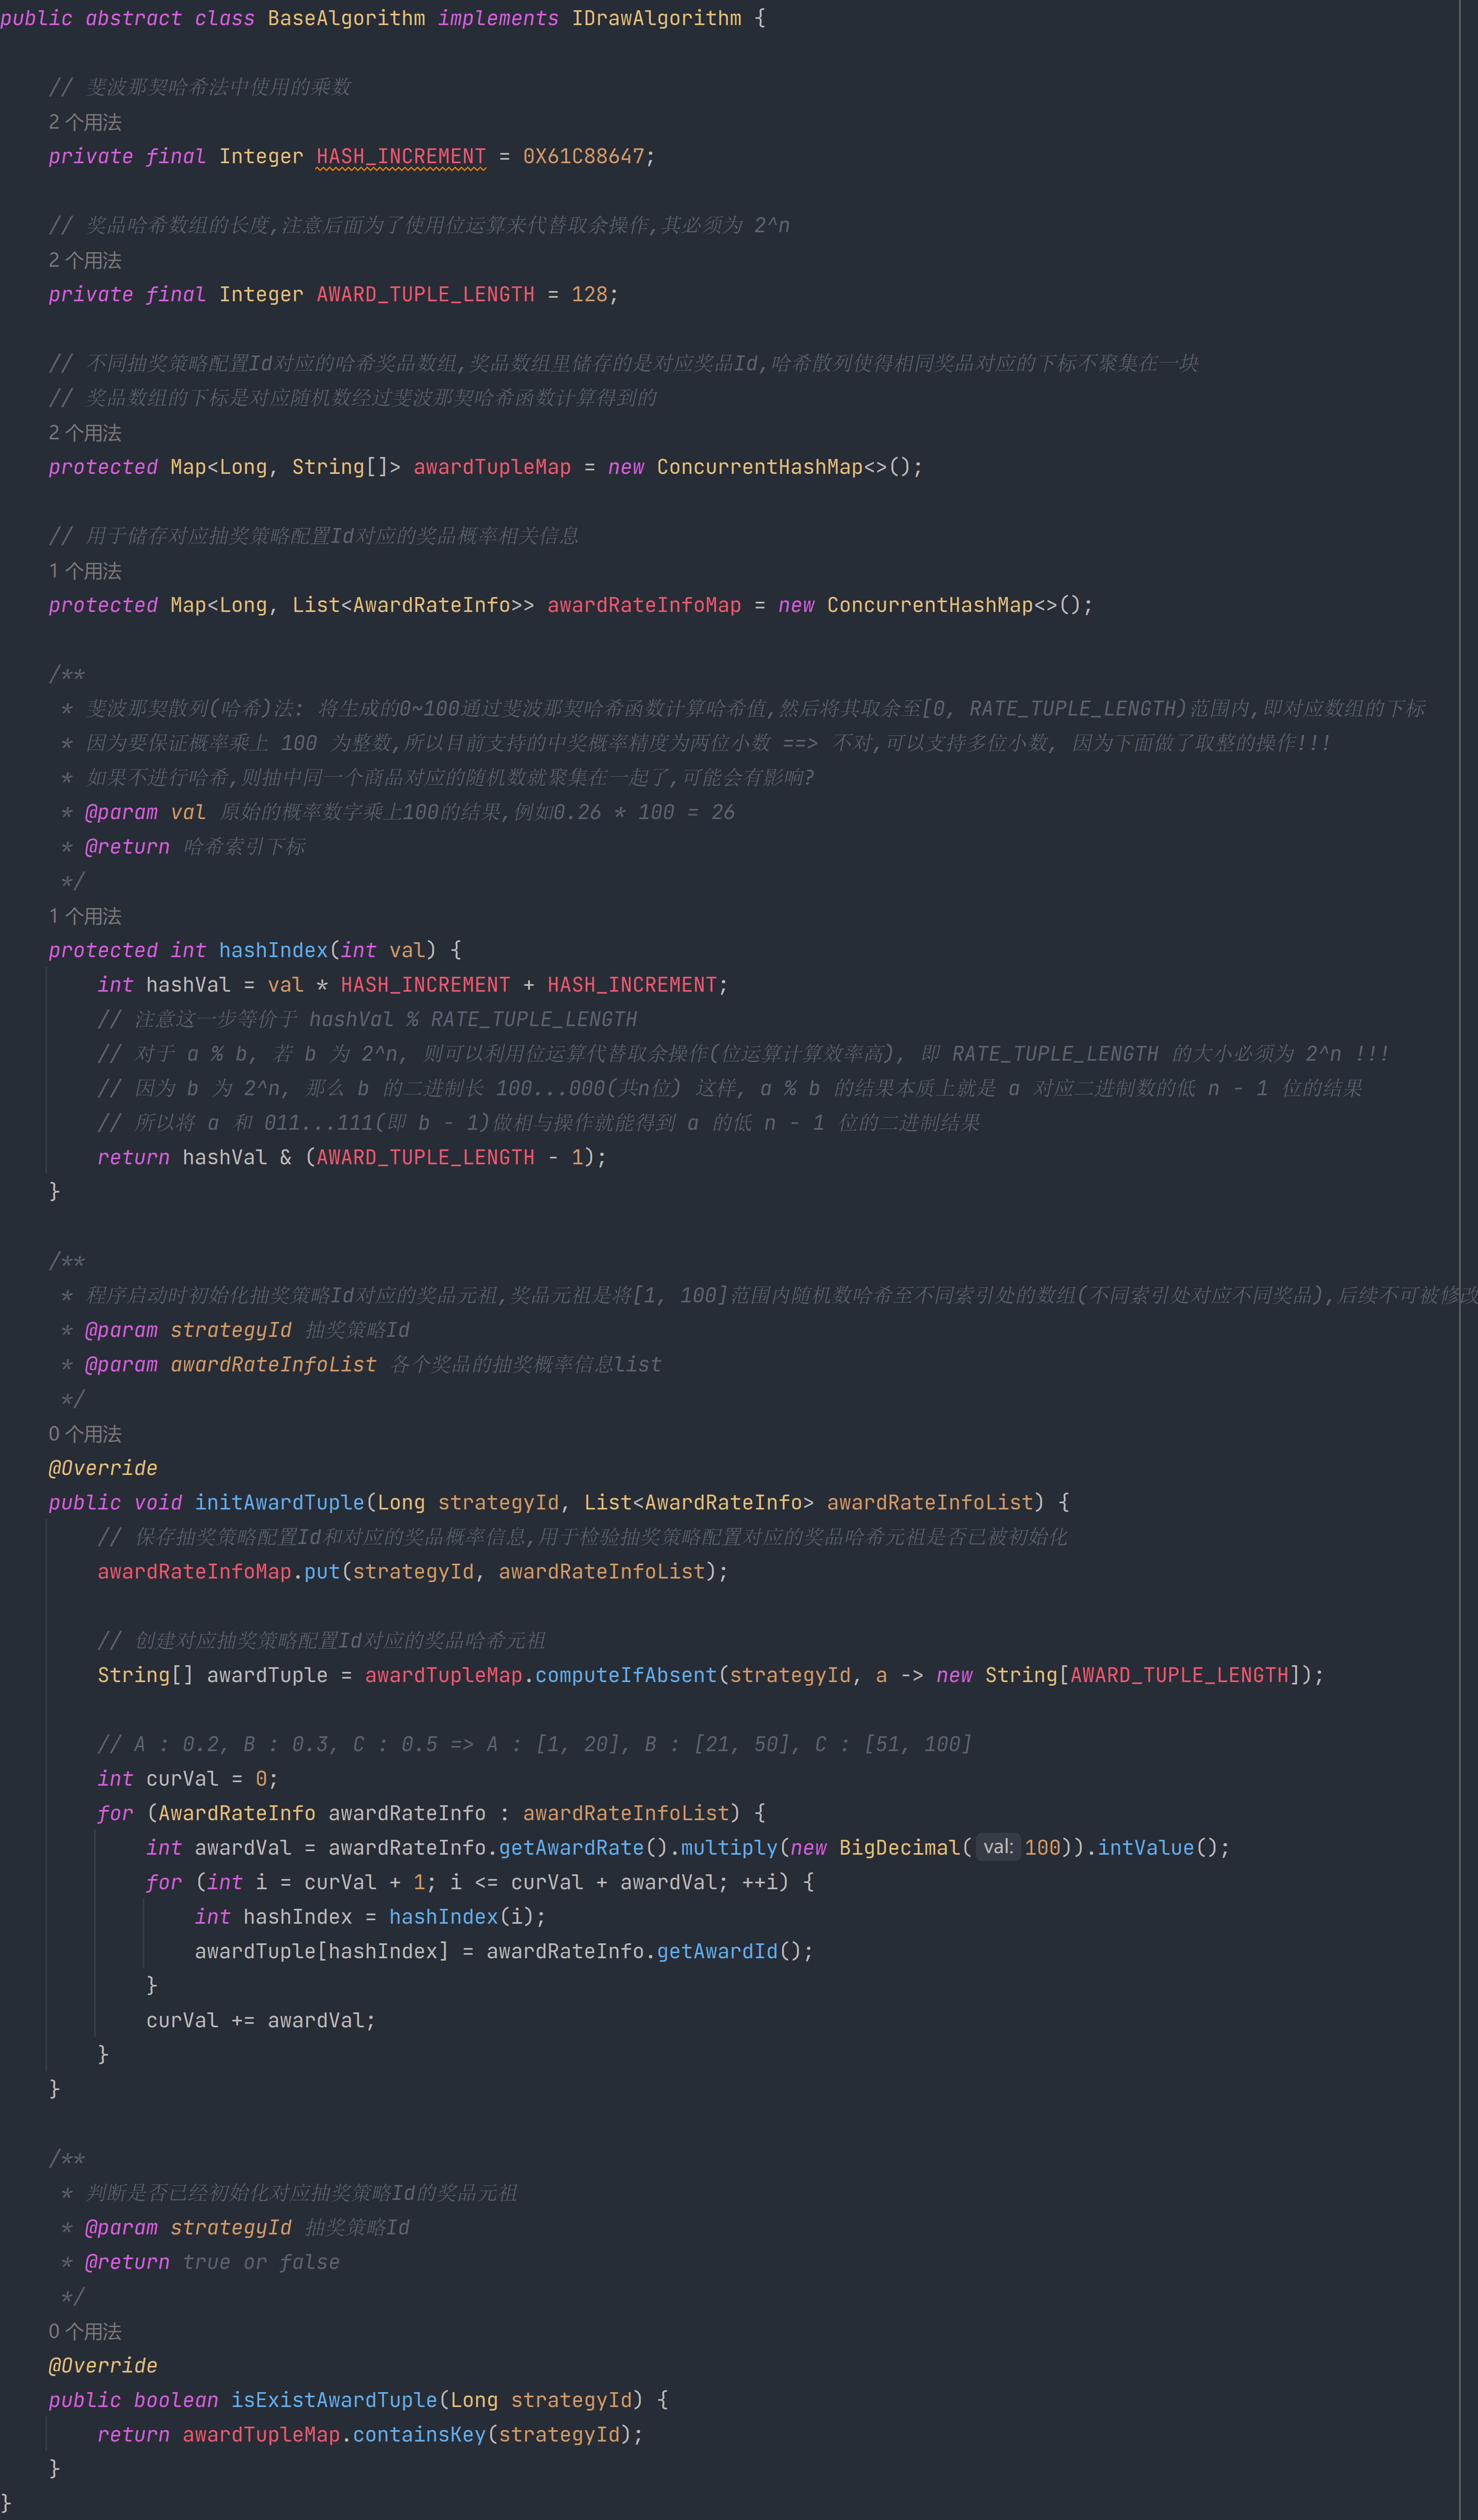 public abstract class BaseAlgorithm implements IDrawAlgorithm {
// 斐波那契哈希法中使用的乘数
2 个用法
private final Integer HASH_INCREMENT = 0X61C88647;
// 奖品哈希数组的长度,注意后面为了使用位运算来代替取余操作,其必须为 2^n
2 个用法
private final Integer AWARD_TUPLE_LENGTH = 128;
// 不同抽奖策略配置Id对应的哈希奖品数组,奖品数组里储存的是对应奖品Id,哈希散列使得相同奖品对应的下标不聚集在一块
// 奖品数组的下标是对应随机数经过斐波那契哈希函数计算得到的
2 个用法
protected Map<Long, String[]> awardTupleMap = new ConcurrentHashMap<>();
// 用于储存对应抽奖策略配置Id对应的奖品概率相关信息
1 个用法
protected Map<Long, List<AwardRateInfo>> awardRateInfoMap = new ConcurrentHashMap<>();
/**
* 斐波那契散列(哈希)法: 将生成的0~100通过斐波那契哈希函数计算哈希值,然后将其取余至[0, RATE_TUPLE_LENGTH)范围内,即对应数组的下标
* 因为要保证概率乘上 100 为整数,所以目前支持的中奖概率精度为两位小数 ==> 不对,可以支持多位小数, 因为下面做了取整的操作!!!
* 如果不进行哈希,则抽中同一个商品对应的随机数就聚集在一起了,可能会有影响?
* @param val 原始的概率数字乘上100的结果,例如0.26 * 100 = 26
* @return 哈希索引下标
*/
1 个用法
protected int hashIndex(int val) {
int hashVal = val * HASH_INCREMENT + HASH_INCREMENT;
// 注意这一步等价于 hashVal % RATE_TUPLE_LENGTH
// 对于 a % b, 若 b 为 2^n, 则可以利用位运算代替取余操作(位运算计算效率高), 即 RATE_TUPLE_LENGTH 的大小必须为 2^n !!!
// 因为 b 为 2^n, 那么 b 的二进制长 100...000(共n位) 这样, a % b 的结果本质上就是 a 对应二进制数的低 n - 1 位的结果
// 所以将 a 和 011...111(即 b - 1)做相与操作就能得到 a 的低 n - 1 位的二进制结果
return hashVal & (AWARD_TUPLE_LENGTH - 1);
}
/**
* 程序启动时初始化抽奖策略Id对应的奖品元祖,奖品元祖是将[1, 100]范围内随机数哈希至不同索引处的数组(不同索引处对应不同奖品),后续不可被修改
* @param strategyId 抽奖策略Id
* @param awardRateInfoList 各个奖品的抽奖概率信息list
*/
0 个用法
@Override
public void initAwardTuple(Long strategyId, List<AwardRateInfo> awardRateInfoList) {
// 保存抽奖策略配置Id和对应的奖品概率信息,用于检验抽奖策略配置对应的奖品哈希元祖是否已被初始化
awardRateInfoMap.put(strategyId, awardRateInfoList);
// 创建对应抽奖策略配置Id对应的奖品哈希元祖
String[] awardTuple = awardTupleMap.computeIfAbsent(strategyId, a -> new String[AWARD_TUPLE_LENGTH]);
// A : 0.2, B : 0.3, C : 0.5 => A : [1, 20], B : [21, 50], C : [51, 100]
int curVal = 0;
for (AwardRateInfo awardRateInfo : awardRateInfoList) {
int awardVal = awardRateInfo.getAwardRate().multiply(new BigDecimal( val: 100)).intValue();
for (int i = curVal + 1; i <= curVal + awardVal; ++i) {
int hashIndex = hashIndex(i);
awardTuple[hashIndex] = awardRateInfo.getAwardId();
}
curVal += awardVal;
}
}
/**
* 判断是否已经初始化对应抽奖策略Id的奖品元祖
* @param strategyId 抽奖策略Id
* @return true or false
*/
0 个用法
@Override
public boolean isExistAwardTuple(Long strategyId) {
return awardTupleMap.containsKey(strategyId);
}
}